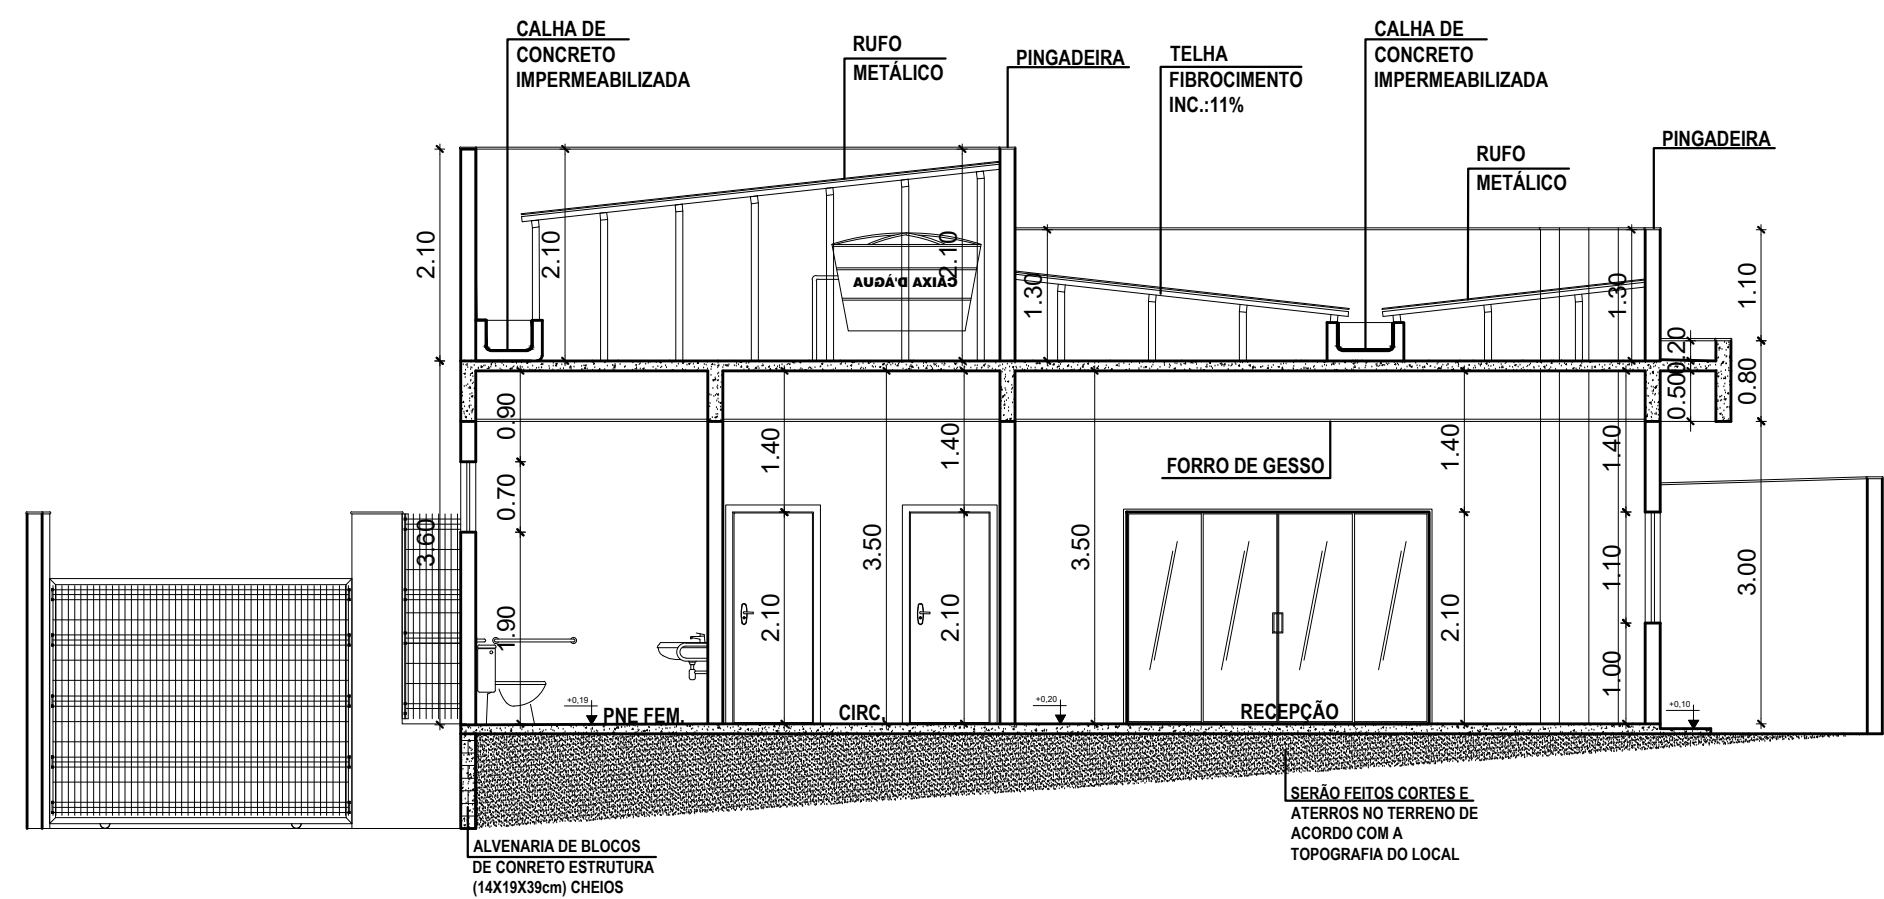 CALHA DE
CONCRETO
IMPERMEABILIZADA
RUFO
METÁLICO
PINGADEIRA
TELHA
FIBROCIMENTO
INC.:11%
CALHA DE
CONCRETO
IMPERMEABILIZADA
RUFO
METÁLICO
PINGADEIRA
2.10
2.10
CAIXA D'ÁGUA
2.10
1.30
1.30
1.10
0.20
0.50
0.80
0.90
1.40
1.40
1.40
1.40
FORRO DE GESSO
0.70
3.60
3.50
3.50
1.10
3.00
1.90
2.10
2.10
2.10
1.00
+0,19
PNE FEM.
CIRC.
+0,20
RECEPÇÃO
+0,10
SERÃO FEITOS CORTES E
ATERROS NO TERRENO DE
ACORDO COM A
TOPOGRAFIA DO LOCAL
ALVENARIA DE BLOCOS
DE CONRETO ESTRUTURA
(14X19X39cm) CHEIOS